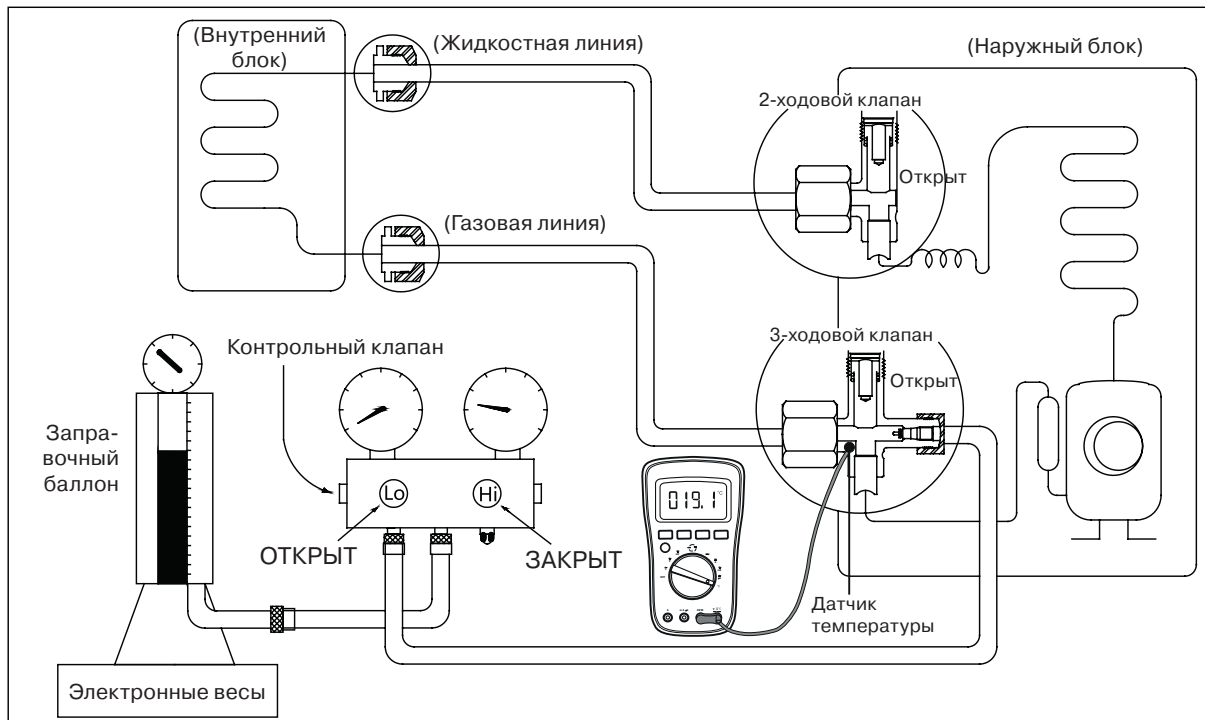 (Внутренний
блок)
(Жидкостная линия)
(Наружный блок)
2-ходовой клапан
Открыт
(Газовая линия)
3-ходовой клапан
Открыт
Контрольный клапан
Запра-
вочный
баллон
Lo
Hi
ОТКРЫТ
ЗАКРЫТ
019.1 °C
Датчик
температуры
Электронные весы